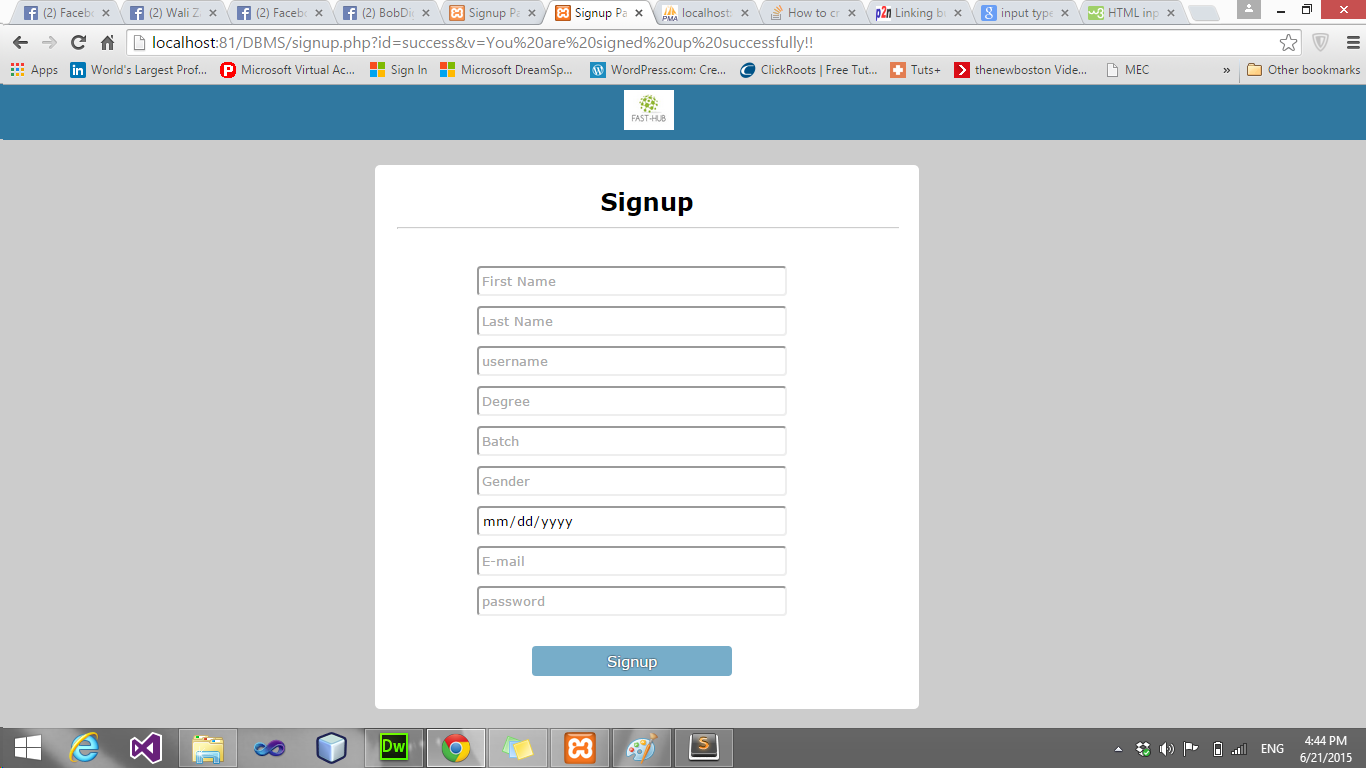 (2) Facebo
(2) Wali Z
(2) Facebo
(2) BobDi
Signup Pa
Signup Pa
localhost:
How to cr
Linking b
input type
HTML inp
localhost:81/DBMS/signup.php?id=success&v=You%20are%20signed%20up%20successfully!!
Apps
World's Largest Prof...
Microsoft Virtual Ac...
Sign In
Microsoft DreamSp...
WordPress.com: Cre...
ClickRoots | Free Tut...
Tuts+
thenewboston Vide...
MEC
»
Other bookmarks
FAST-HUB
Signup
First Name
Last Name
username
Degree
Batch
Gender
mm/dd/yyyy
E-mail
password
Signup
Dw
S
ENG
4:44 PM
6/21/2015